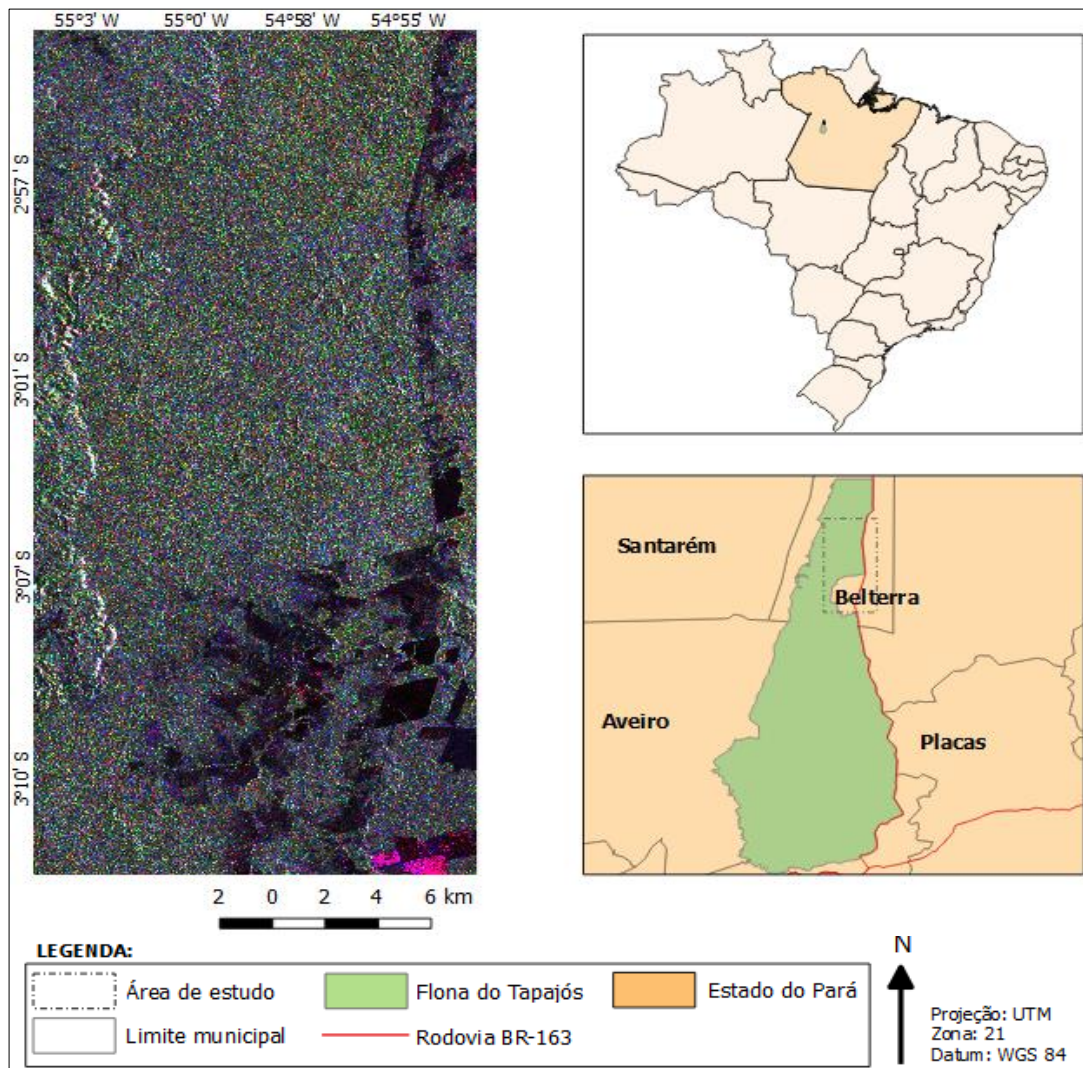 55°3' W 55°0' W 54°58' W 54°55' W
2°57' S
3°01' S
3°07' S
3°10' S
2 0 2 4 6 km
Santarém
Belterra
Aveiro
Placas
LEGENDA:
Área de estudo
Flona do Tapajós
Estado do Pará
Limite municipal
Rodovia BR-163
N
Projeção: UTM
Zona: 21
Datum: WGS 84